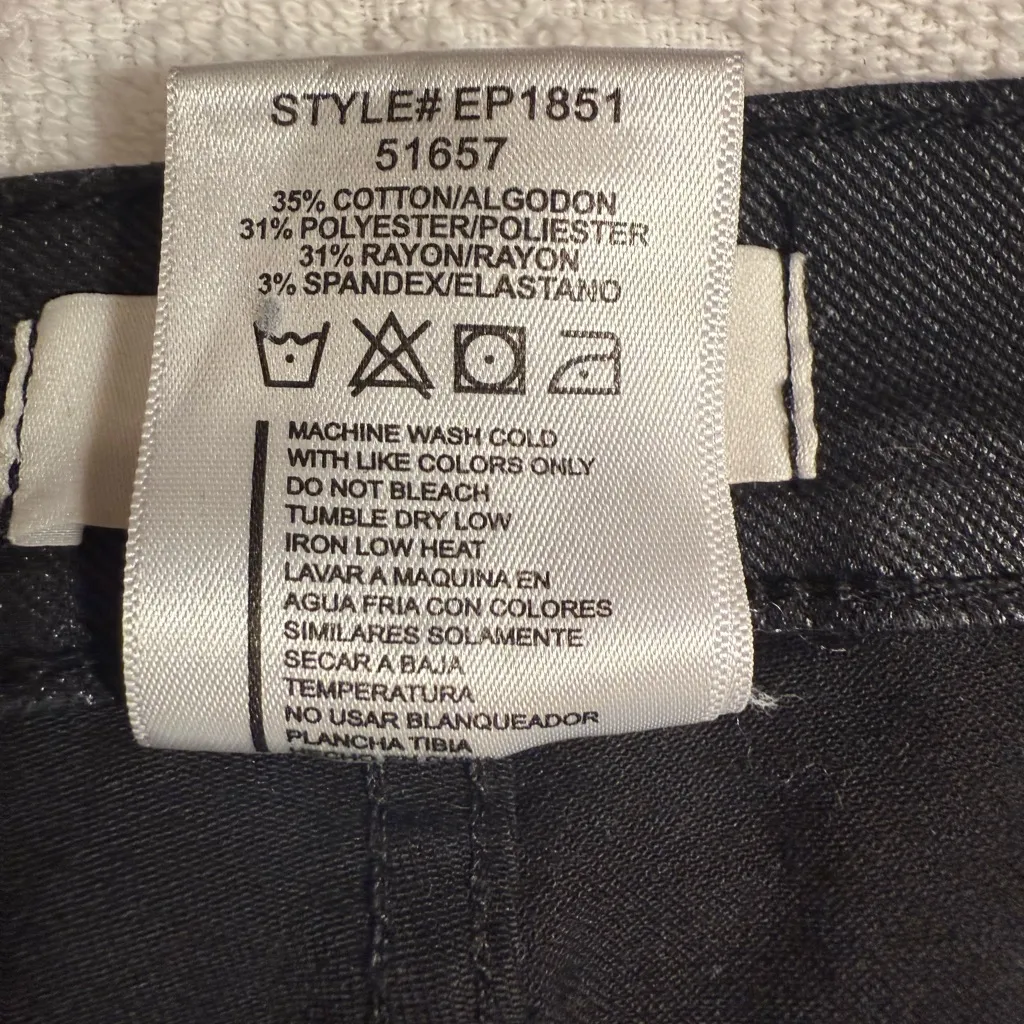 STYLE# EP1851
51657
35% COTTON/ALGODON
31% POLYESTER/POLIESTER
31% RAYON/RAYON
3% SPANDEX/ELASTANO
MACHINE WASH COLD
WITH LIKE COLORS ONLY
DO NOT BLEACH
TUMBLE DRY LOW
IRON LOW HEAT
LAVAR A MAQUINA EN
AGUA FRIA CON COLORES
SIMILARES SOLAMENTE
SECAR A BAJA
TEMPERATURA
NO USAR BLANQUEADOR
PLANCHA TIBIA